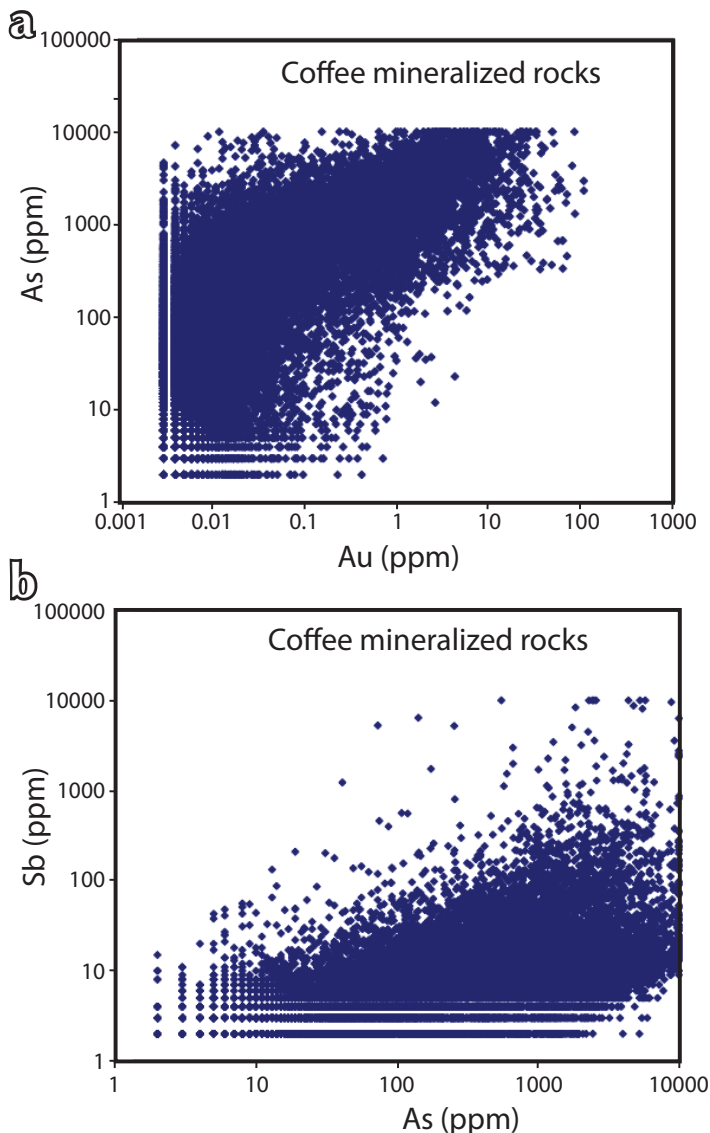 a
100000
Coffee mineralized rocks
10000
1000
As (ppm)
100
10
1
0.001 0.01 0.1 1 10 100 1000
Au (ppm)
b
100000
Coffee mineralized rocks
10000
1000
Sb (ppm)
100
10
1
1 10 100 1000 10000
As (ppm)